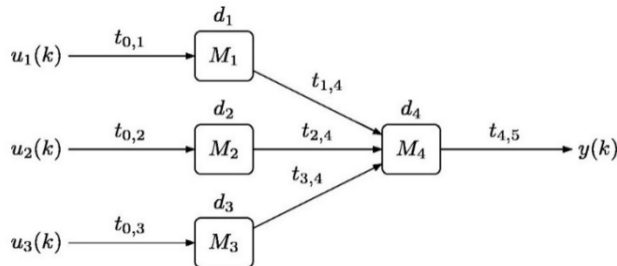 d₁
u₁(k) t₀,₁ M₁
t₁,₄
d₂ d₄
u₂(k) t₀,₂ M₂ t₂,₄ M₄ t₄,₅ y(k)
t₃,₄
d₃
u₃(k) t₀,₃ M₃